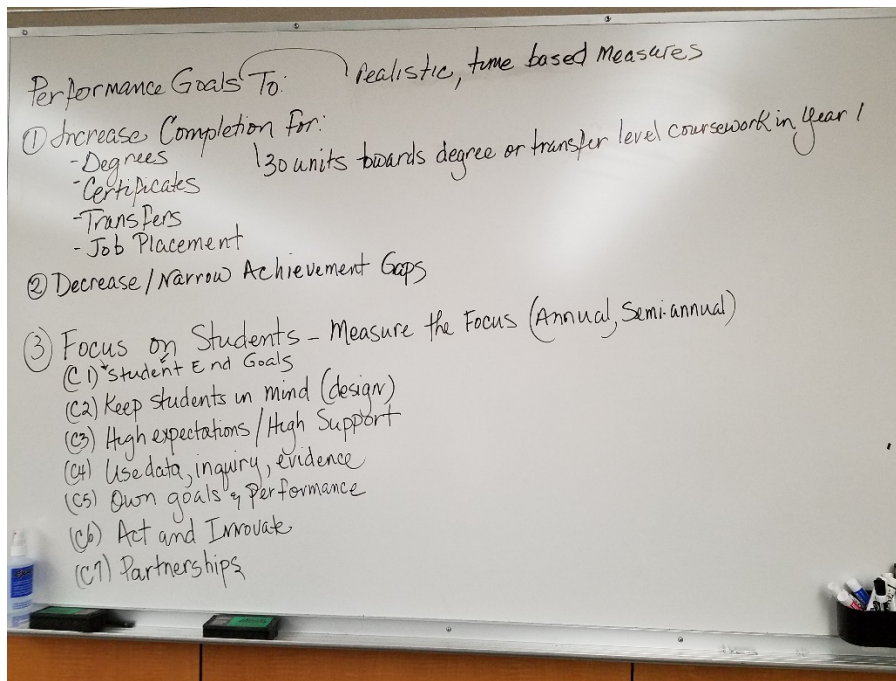 Performance Goals To: realistic, time based measures
① Increase Completion for:
- Degrees
30 units towards degree or transfer level coursework in year 1
- Certificates
- Transfers
- Job Placement
② Decrease / Narrow Achievement Gaps
③ Focus on Students - Measure the Focus (Annual, Semi-annual)
(C1) *Student End Goals
(C2) Keep students in mind (design)
(C3) High expectations / High Support
(C4) Use data, inquiry, evidence
(C5) Own goals & performance
(C6) Act and Innovate
(C7) Partnerships